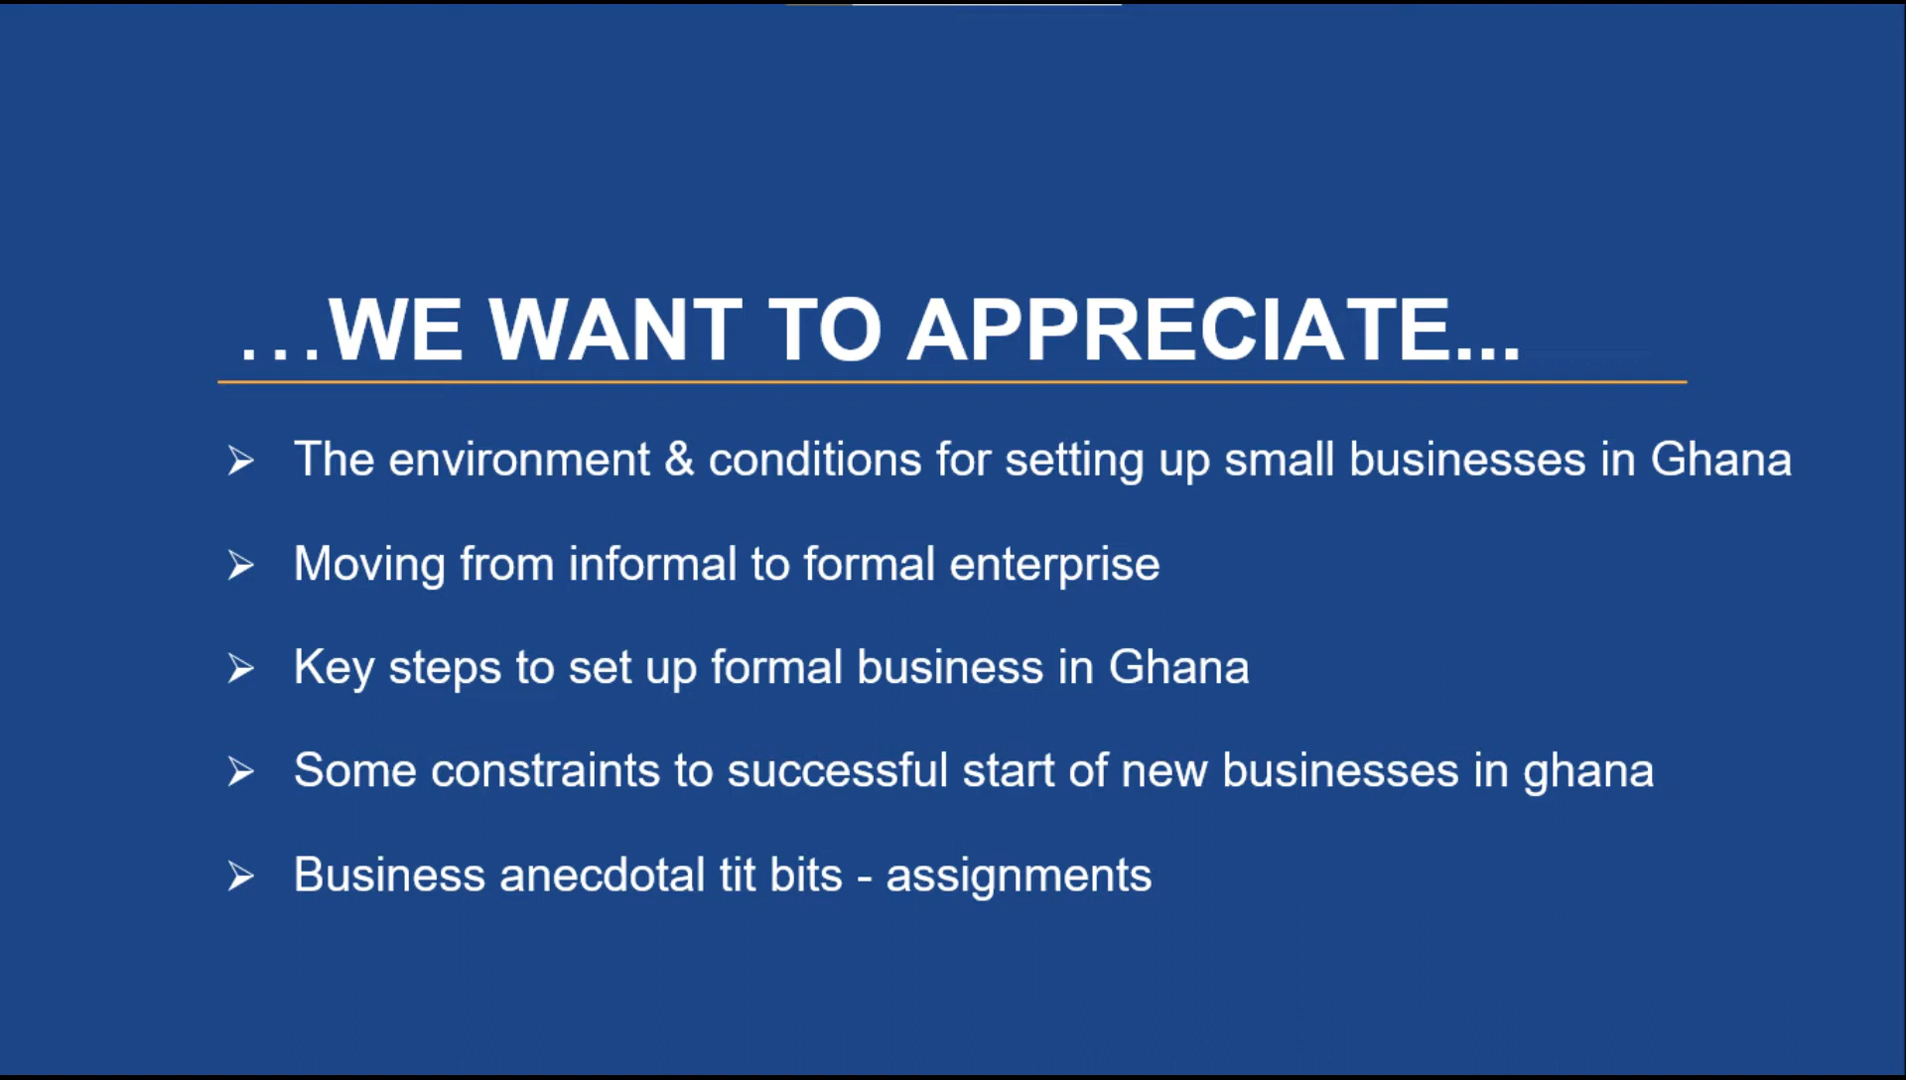 ...WE WANT TO APPRECIATE...
➢ The environment & conditions for setting up small businesses in Ghana
➢ Moving from informal to formal enterprise
➢ Key steps to set up formal business in Ghana
➢ Some constraints to successful start of new businesses in ghana
➢ Business anecdotal tit bits - assignments